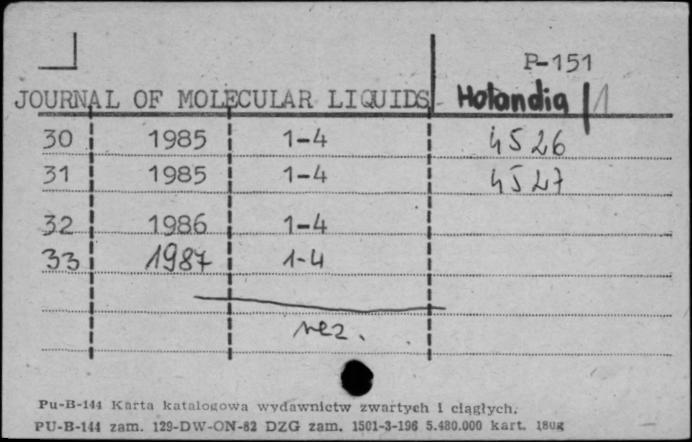 P-151
JOURNAL OF MOLECULAR LIQUIDS Holandia 1
30 1985 1-4 4526
31 1985 1-4 4527
32 1986 1-4
33 1987 1-4
rez.
Pu-B-144 Karta katalogowa wydawnictw zwartych i ciągłych.
PU-B-144 zam. 129-DW-ON-82 DZG zam. 1501-3-196 5.480.000 kart. 180g